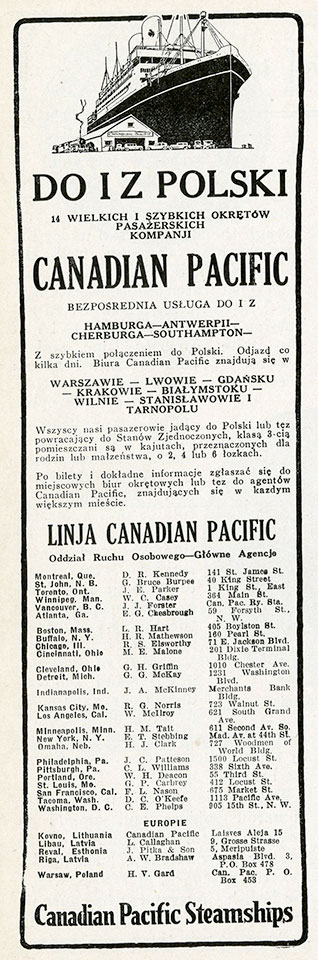 DO I Z POLSKI
14 WIELKICH I SZYBKICH OKRĘTÓW
PASAŻERSKICH
KOMPANJI
CANADIAN PACIFIC
BEZPOŚREDNIA USŁUGA DO I Z
HAMBURGA—ANTWERPII—
CHERBURGA—SOUTHAMPTON—
Z szybkiem połączeniem do Polski. Odjazd co
kilka dni. Biura Canadian Pacific znajdują się w
WARSZAWIE — LWOWIE — GDAŃSKU
— KRAKOWIE — BIAŁYMSTOKU —
WILNIE — STANISŁAWOWIE I
TARNOPOLU
Wszyscy nasi pasażerowie jadący do Polski lub też
powracający do Stanów Zjednoczonych, klasą 3-cią
pomieszczani są w kajutach, przeznaczonych dla
rodzin lub małżeństwa, o 2, 4 lub 6 łozkach.
Po bilety i dokładne informacje zgłaszać się do
miejscowych biur okrętowych lub też do agentów
Canadian Pacific, znajdujących się w każdym
większym mieście.
LINJA CANADIAN PACIFIC
Oddział Ruchu Osobowego—Główne Agencje
Montreal, Que. D. R. Kennedy 141 St. James St.
St. John, N. B. G. Bruce Burpee 40 King Street
Toronto, Ont. J. E. Parker 1 King St., East
Winnipeg, Man. W. C. Casey 364 Main St.
Vancouver, B. C. J. J. Forster Can. Pac. Ry. Sta.
Atlanta, Ga. E. G. Chesbrough 59 Forsyth St.,
N. W.
Boston, Mass. L. R. Hart 405 Boylston St.
Buffalo, N. Y. H. R. Mathewson 160 Pearl St.
Chicago, Ill. R. S. Elsworthy 71 E. Jackson Blvd.
Cincinnati, Ohio M. E. Malone 201 Dixie Terminal
Bldg.
Cleveland, Ohio G. H. Griffin 1010 Chester Ave.
Detroit, Mich. G. G. McKay 1231 Washington
Blvd.
Indianapolis, Ind. J. A. McKinney Merchants Bank
Bldg.
Kansas City, Mo. R. G. Norris 723 Walnut St.
Los Angeles, Cal. W. McIlroy 621 South Grand
Ave.
Minneapolis, Minn. H. M. Tait 611 Second Av. So.
New York, N. Y. E. T. Stebbing Mad. Av. at 44th St.
Omaha, Neb. H. J. Clark 727 Woodmen of
World Bldg.
Philadelphia, Pa. J. C. Patteson 1500 Locust St.
Pittsburgh, Pa. C. L. Williams 338 Sixth Ave.
Portland, Ore. W. H. Deacon 55 Third St.
St. Louis, Mo. G. P. Carbrey 412 Locust St.
San Francisco, Cal. F. L. Nason 675 Market St.
Tacoma, Wash. D. C. O'Keefe 1113 Pacific Ave.
Washington, D. C. C. E. Phelps 905 15th St., N. W.
EUROPIE
Kovno, Lithuania Canadian Pacific Laisves Aleja 15
Libau, Latvia L. Callaghan 9, Grosse Strasse
Reval, Esthonia J. Pitka & Son 5, Meripuiste
Riga, Latvia A. W. Bradshaw Aspasia Blvd. 3,
P.O. Box 478
Warsaw, Poland H. V. Gard Can. Pac. P. O.
Box 453
Canadian Pacific Steamships